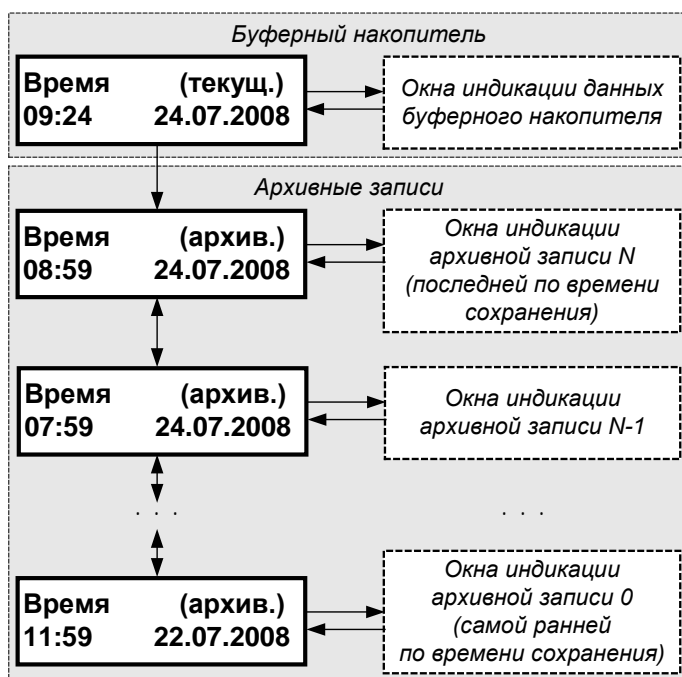 Буферный накопитель
Время (текущ.)
09:24 24.07.2008
Окна индикации данных
буферного накопителя
Архивные записи
Время (архив.)
08:59 24.07.2008
Окна индикации
архивной записи N
(последней по времени
сохранения)
Время (архив.)
07:59 24.07.2008
Окна индикации
архивной записи N-1
. . .
. . .
Время (архив.)
11:59 22.07.2008
Окна индикации
архивной записи 0
(самой ранней
по времени сохранения)